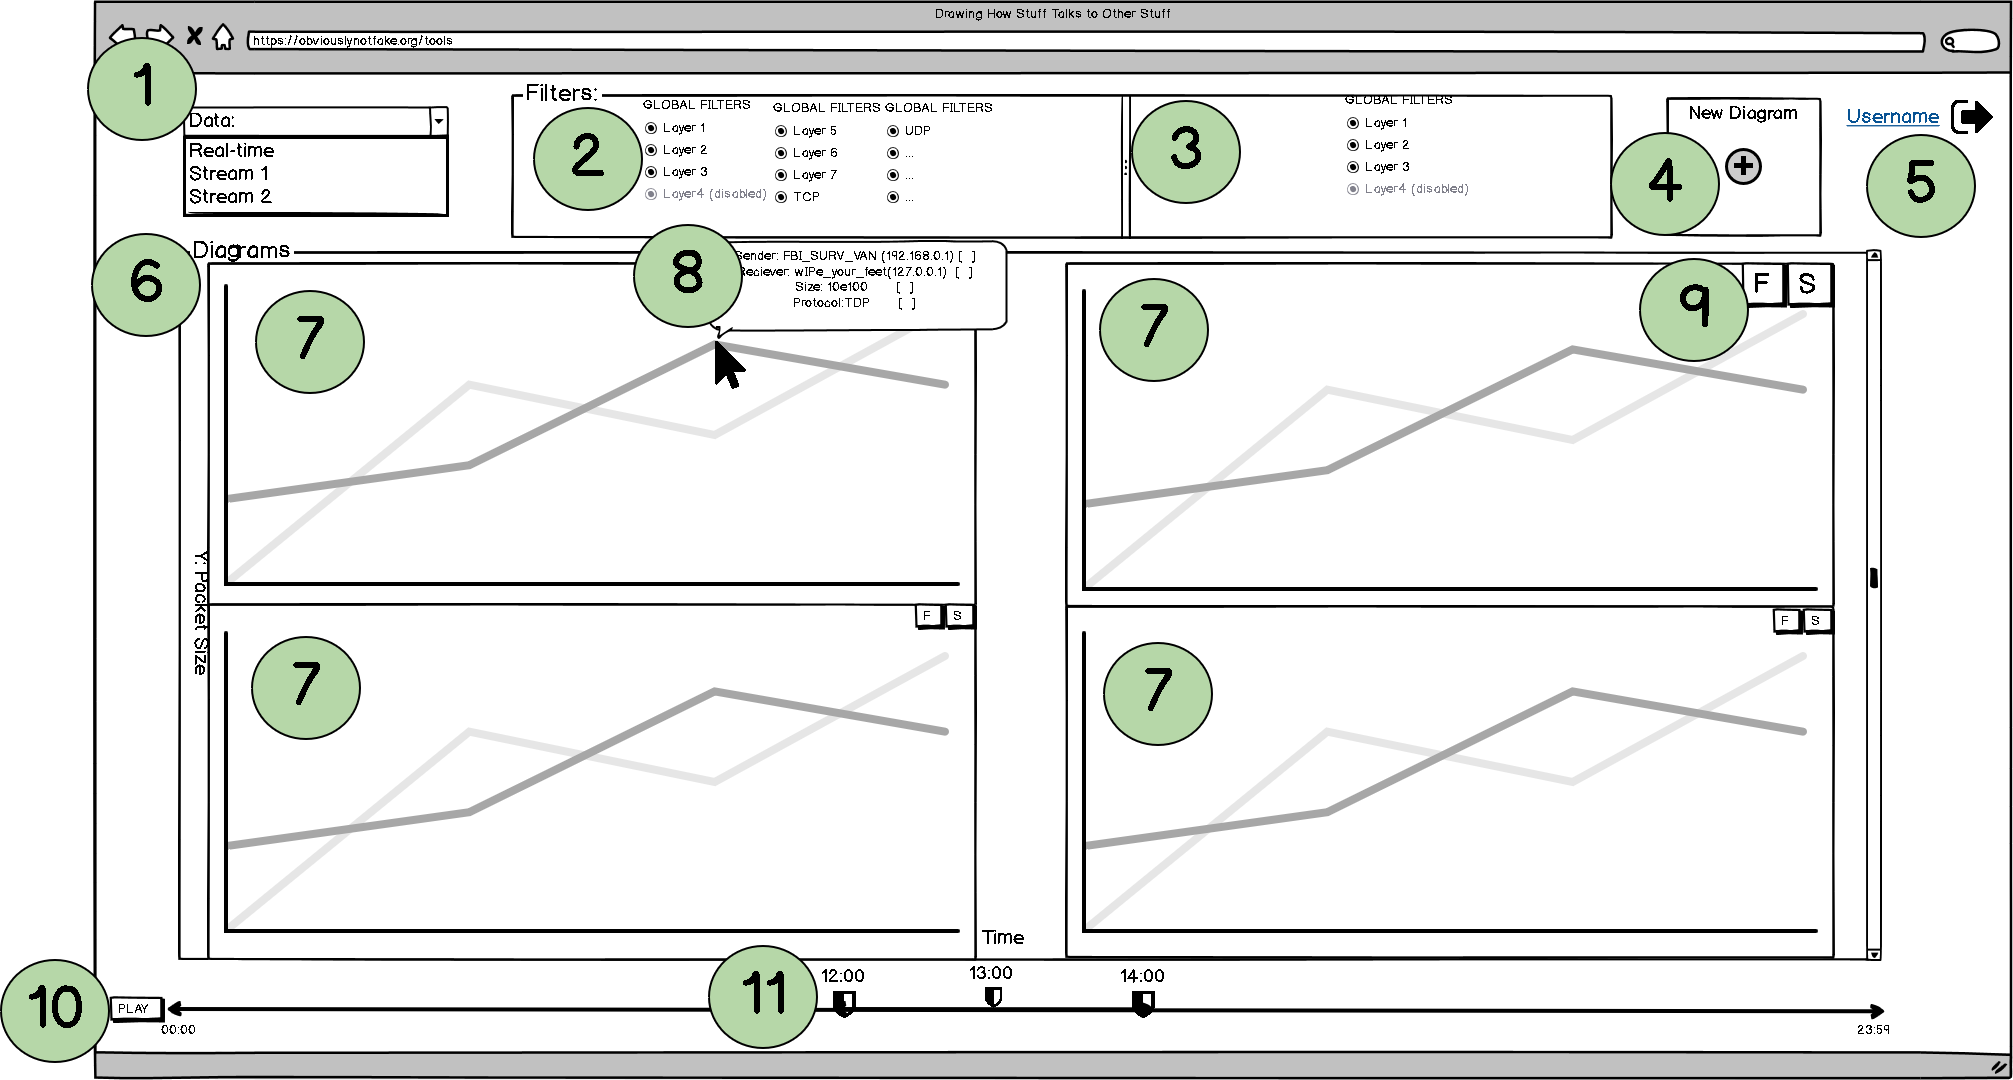 Drawing How Stuff Talks to Other Stuff
https://obviouslynotfake.org/tools
1
Data:
Real-time
Stream 1
Stream 2
Filters:
2
GLOBAL FILTERS
Layer 1
Layer 2
Layer 3
Layer4 (disabled)
GLOBAL FILTERS
Layer 5
Layer 6
Layer 7
TCP
GLOBAL FILTERS
UDP
...
...
...
3
GLOBAL FILTERS
Layer 1
Layer 2
Layer 3
Layer4 (disabled)
4
New Diagram
+
Username
5
6
Diagrams
7
8
Sender: FBI_SURV_VAN (192.168.0.1) [ ]
Reciever: wIPe_your_feet(127.0.0.1) [ ]
Size: 10e100 [ ]
Protocol:TDP [ ]
7
9
F S
Y: Packet Size
7
F S
7
F S
Time
10
PLAY
00:00
11
12:00
13:00
14:00
23:59